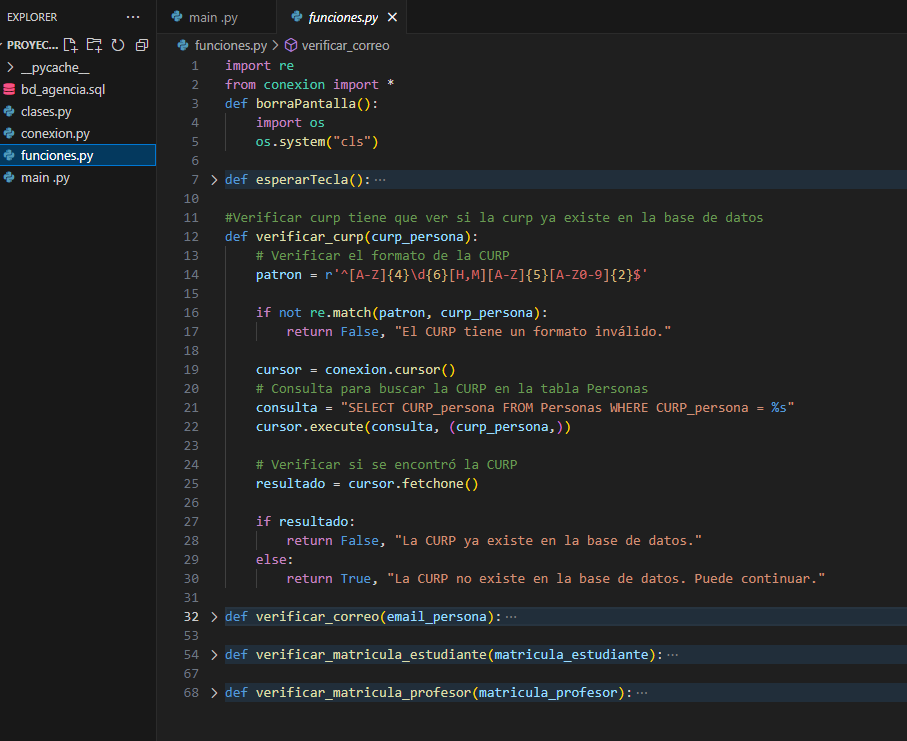 EXPLORER ···
PROYEC...
__pycache__
bd_agencia.sql
clases.py
conexion.py
funciones.py
main .py
main .py funciones.py ×
funciones.py > verificar_correo
1 import re
2 from conexion import *
3 def borraPantalla():
4 import os
5 os.system("cls")
6
7 > def esperarTecla(): ···
10
11 #Verificar curp tiene que ver si la curp ya existe en la base de datos
12 def verificar_curp(curp_persona):
13 # Verificar el formato de la CURP
14 patron = r'^[A-Z]{4}\d{6}[H,M][A-Z]{5}[A-Z0-9]{2}$'
15
16 if not re.match(patron, curp_persona):
17 return False, "El CURP tiene un formato inválido."
18
19 cursor = conexion.cursor()
20 # Consulta para buscar la CURP en la tabla Personas
21 consulta = "SELECT CURP_persona FROM Personas WHERE CURP_persona = %s"
22 cursor.execute(consulta, (curp_persona,))
23
24 # Verificar si se encontró la CURP
25 resultado = cursor.fetchone()
26
27 if resultado:
28 return False, "La CURP ya existe en la base de datos."
29 else:
30 return True, "La CURP no existe en la base de datos. Puede continuar."
31
32 > def verificar_correo(email_persona): ···
53
54 > def verificar_matricula_estudiante(matricula_estudiante): ···
67
68 > def verificar_matricula_profesor(matricula_profesor): ···